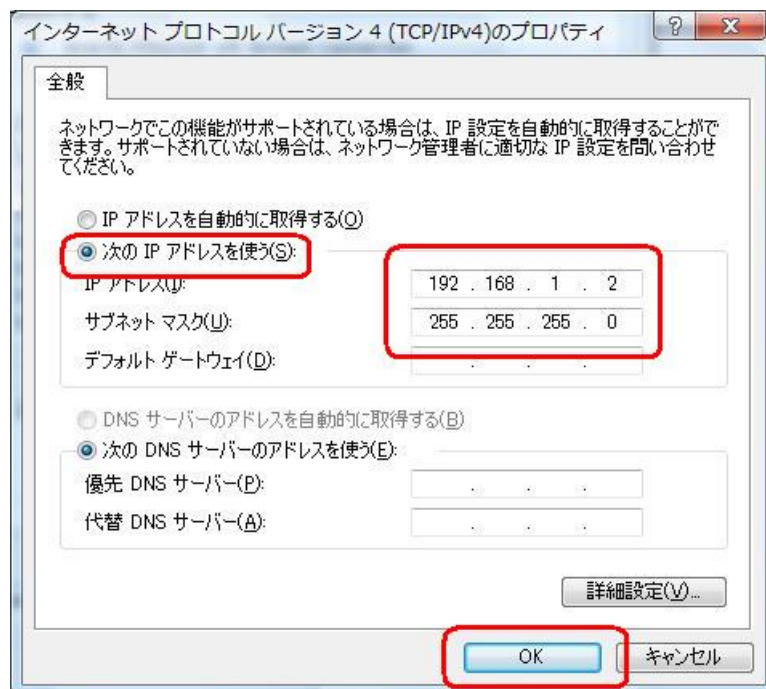 インターネット プロトコル バージョン 4 (TCP/IPv4)のプロパティ
全般
ネットワークでこの機能がサポートされている場合は、IP 設定を自動的に取得することがで
きます。サポートされていない場合は、ネットワーク管理者に適切な IP 設定を問い合わせ
てください。
IP アドレスを自動的に取得する(O)
次の IP アドレスを使う(S):
IP アドレス(I): 192 . 168 . 1 . 2
サブネット マスク(U): 255 . 255 . 255 . 0
デフォルト ゲートウェイ(D): . . .
DNS サーバーのアドレスを自動的に取得する(B)
次の DNS サーバーのアドレスを使う(E):
優先 DNS サーバー(P): . . .
代替 DNS サーバー(A): . . .
詳細設定(V)...
OK キャンセル